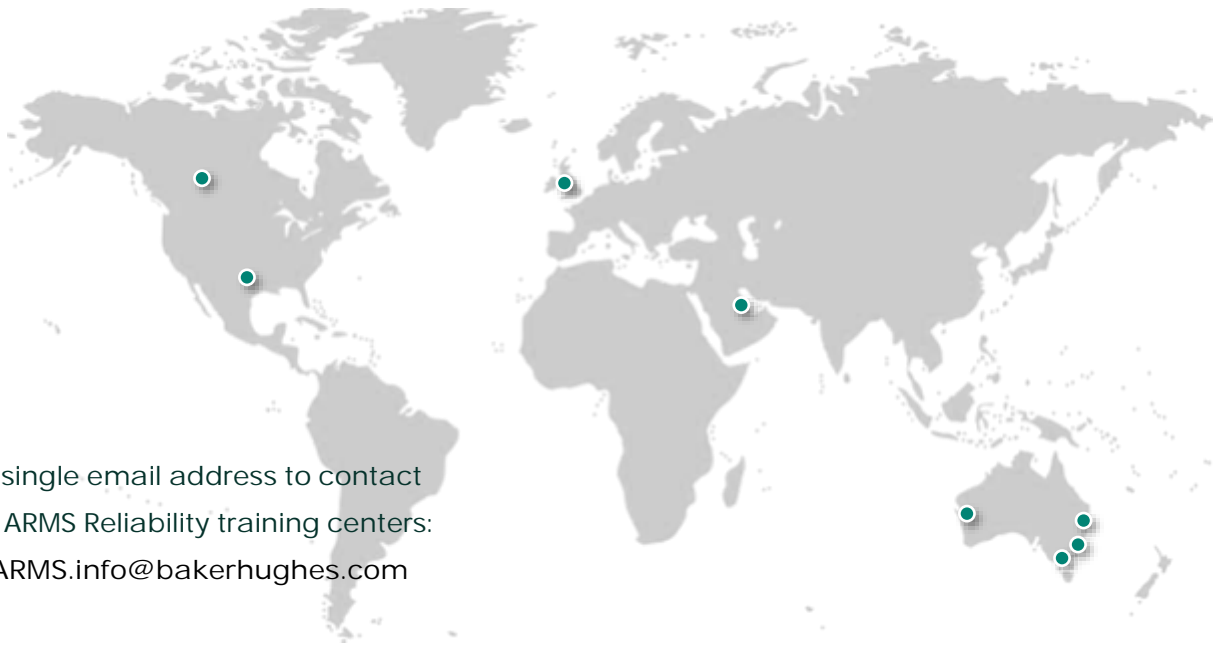 single email address to contact
ARMS Reliability training centers:
ARMS.info@bakerhughes.com